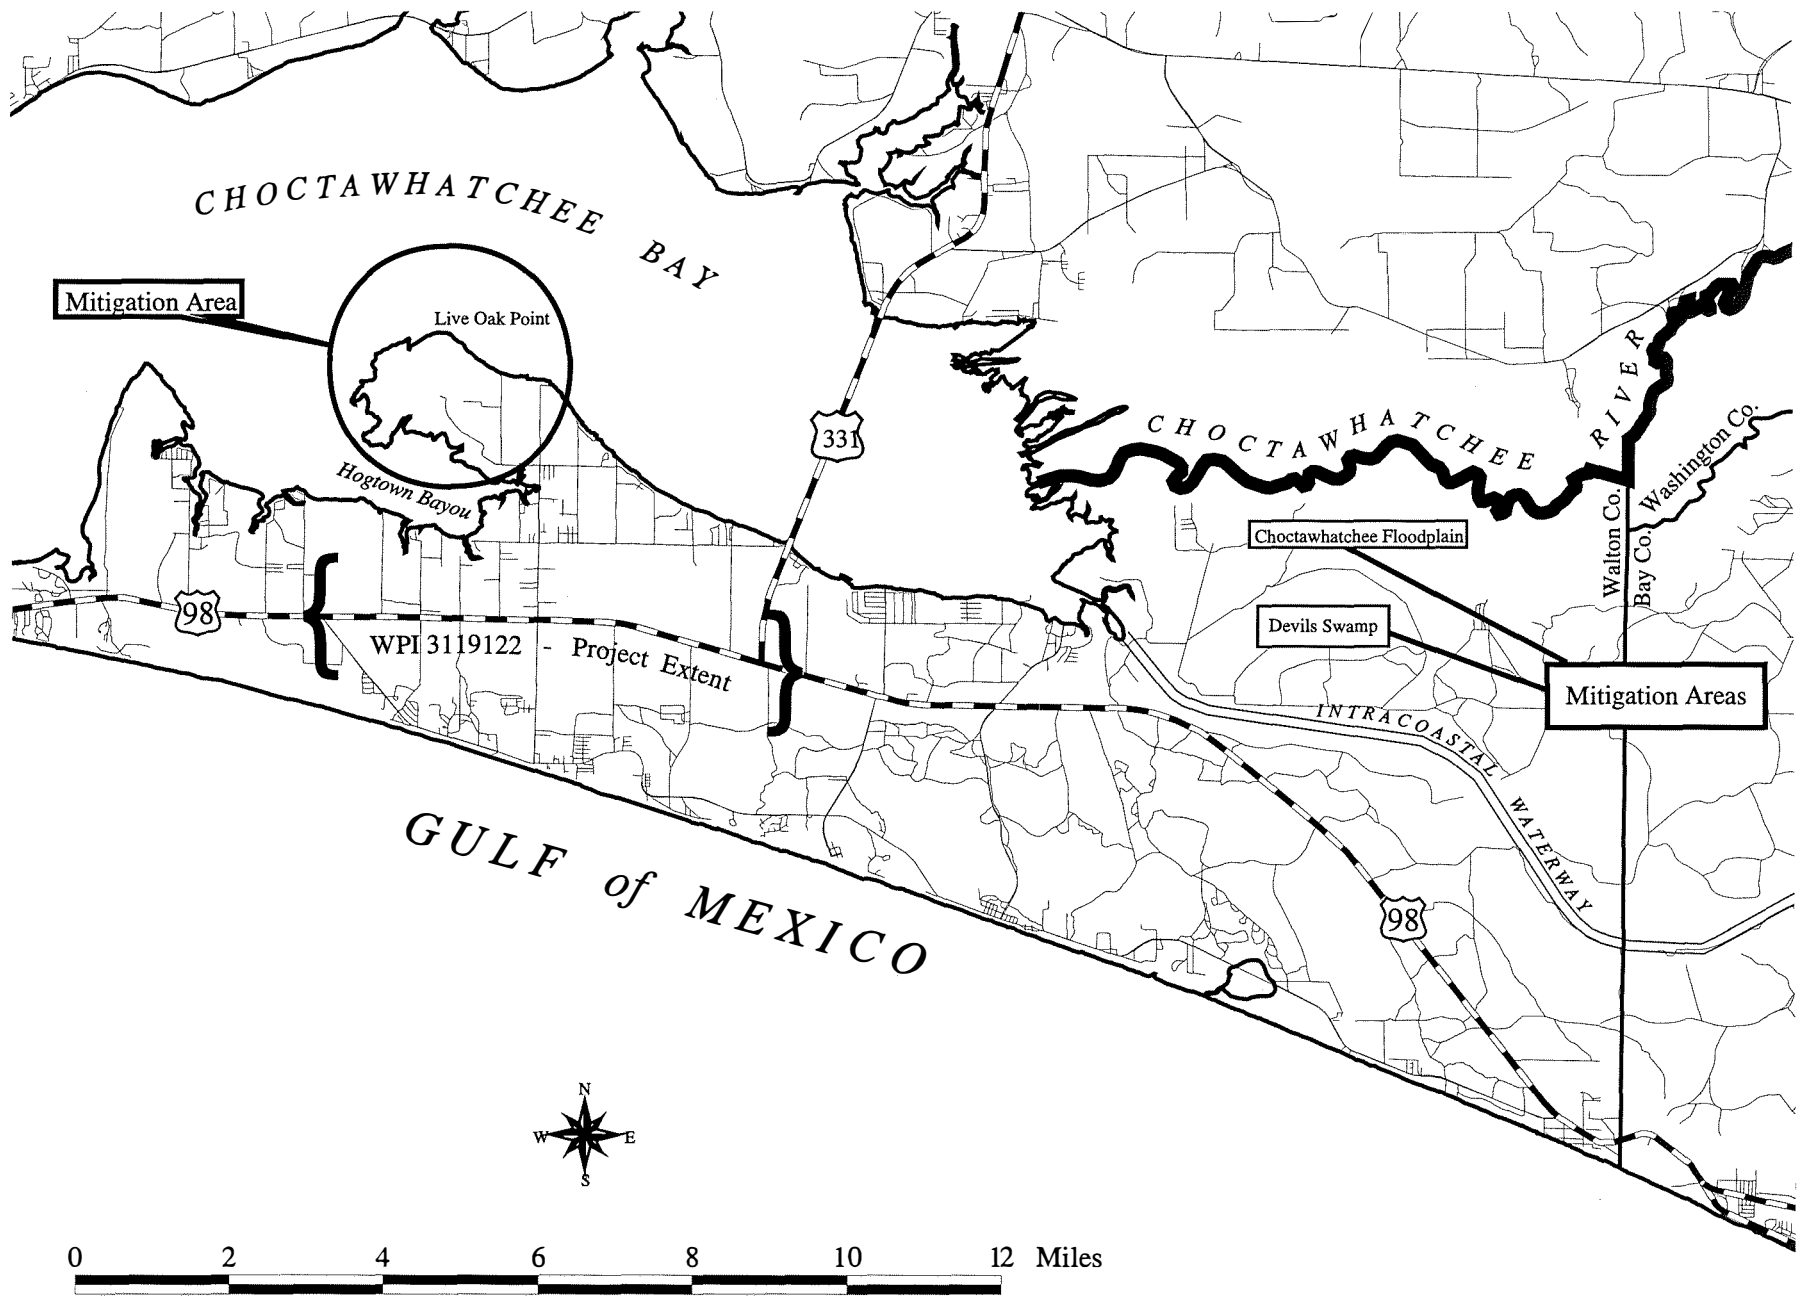 CHOCTAWHATCHEE BAY
Mitigation Area
Live Oak Point
Hogtown Bayou
331
CHOCTAWHATCHEE RIVER
Washington Co.
Walton Co.
Bay Co.
Choctawhatchee Floodplain
Devils Swamp
Mitigation Areas
98
WPI 3119122 - Project Extent
INTRACOASTAL WATERWAY
GULF of MEXICO
98
N
W E
S
0 2 4 6 8 10 12 Miles